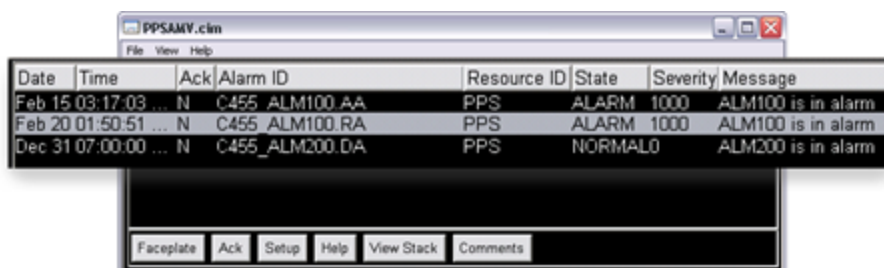 PPSAMV.cim
File View Help
Date Time Ack Alarm ID Resource ID State Severity Message
Feb 15 03:17:03 ... N C455_ALM100.AA PPS ALARM 1000 ALM100 is in alarm
Feb 20 01:50:51 ... N C455_ALM100.RA PPS ALARM 1000 ALM100 is in alarm
Dec 31 07:00:00 ... N C455_ALM200.DA PPS NORMAL 0 ALM200 is in alarm
Faceplate Ack Setup Help View Stack Comments